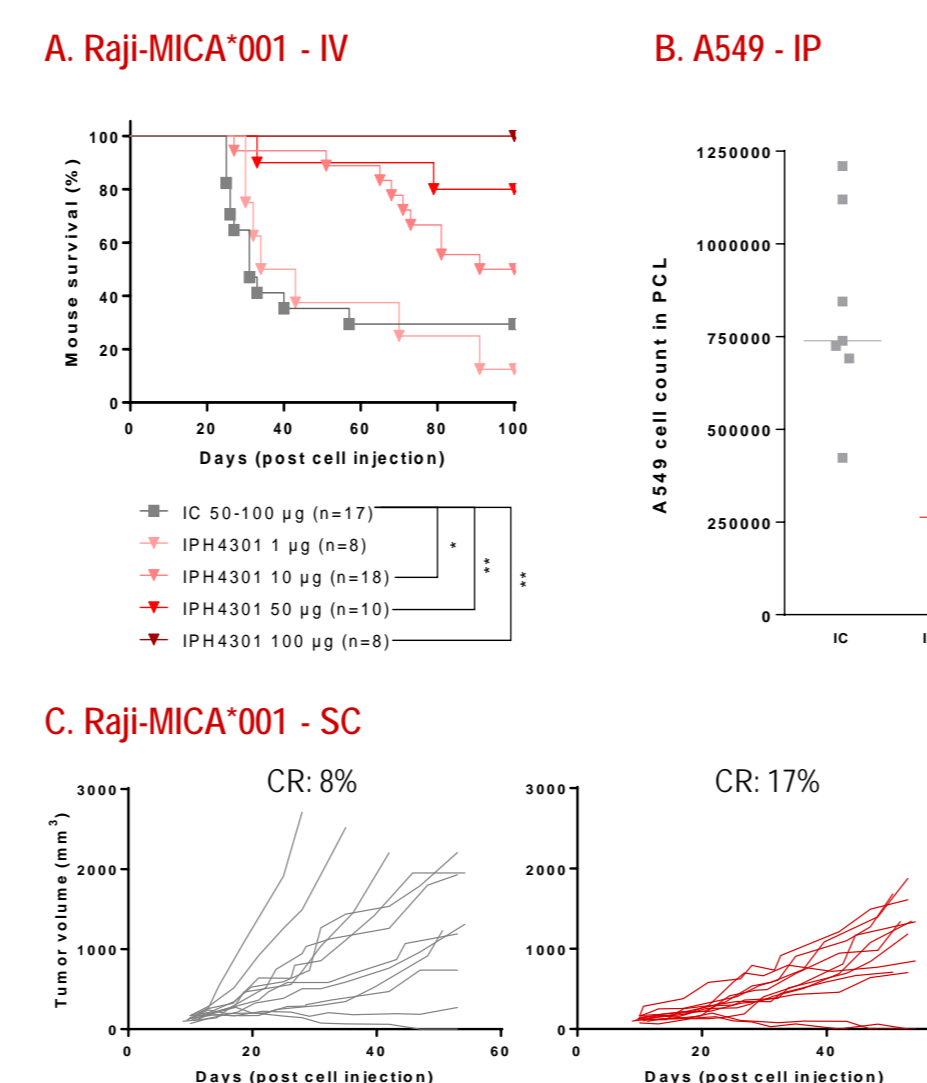 A. Raji-MICA*001 - IV
B. A549 - IP
Mouse survival (%)
100
80
60
40
20
0
0 20 40 60 80 100
Days (post cell injection)
IC 50-100 µg (n=17)
IPH4301 1 µg (n=8)
IPH4301 10 µg (n=18)
IPH4301 50 µg (n=10)
IPH4301 100 µg (n=8)
*
**
**
A549 cell count in PCL
1250000
1000000
750000
500000
250000
0
IC
C. Raji-MICA*001 - SC
CR: 8%
Tumor volume (mm3)
3000
2000
1000
0
0 20 40 60
Days (post cell injection)
CR: 17%
3000
2000
1000
0
0 20 40
Days (post cell injection)